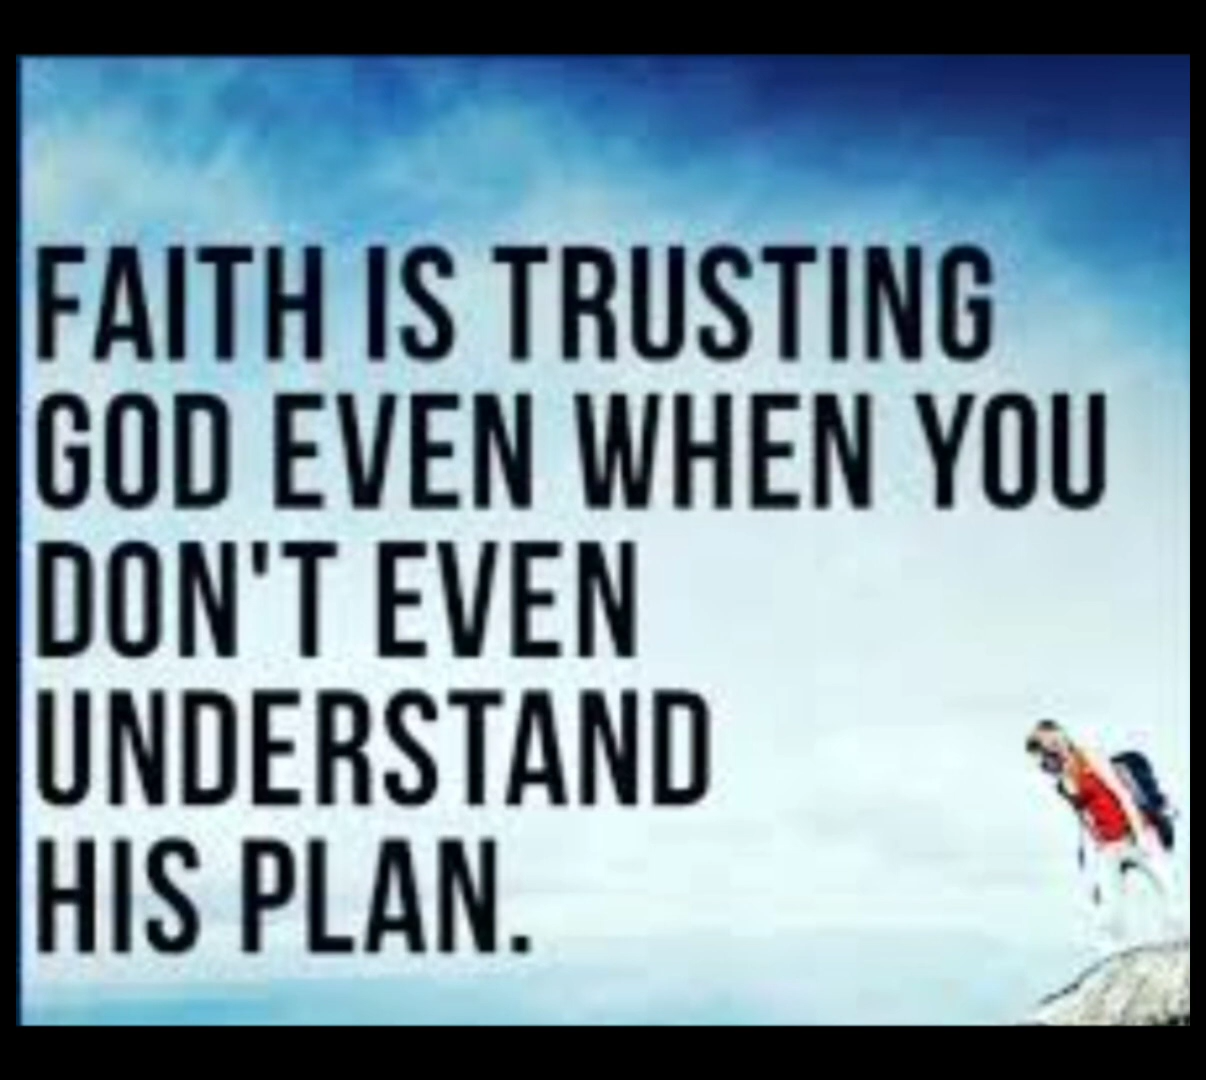 FAITH IS TRUSTING
GOD EVEN WHEN YOU
DON'T EVEN
UNDERSTAND
HIS PLAN.